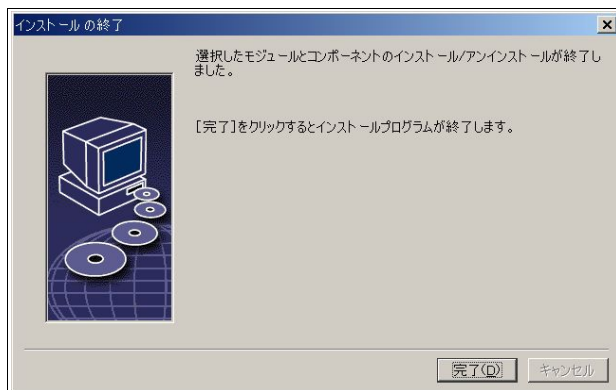 インストールの終了
選択したモジュールとコンポーネントのインストール/アンインストールが終了し
ました。
[完了]をクリックするとインストールプログラムが終了します。
完了(D)
キャンセル